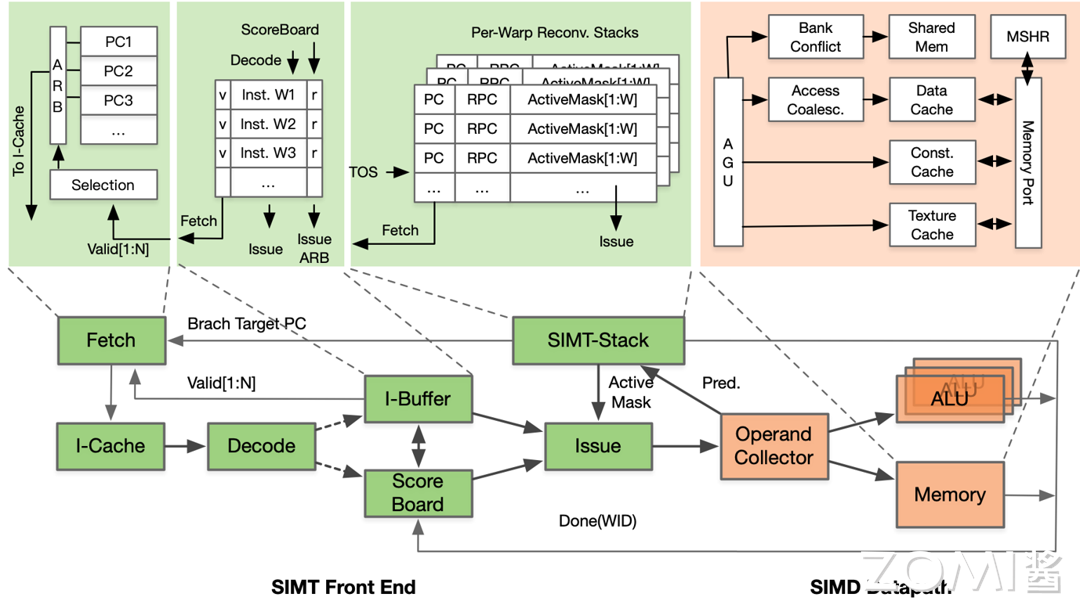 ARB
PC1
PC2
PC3
...
To I-Cache
Selection
Valid[1:N]
ScoreBoard
Decode
v Inst. W1 r
v Inst. W2 r
v Inst. W3 r
...
Fetch
Issue
Issue
ARB
Per-Warp Reconv. Stacks
PC RPC ActiveMask[1:W]
PC RPC ActiveMask[1:W]
PC RPC ActiveMask[1:W]
PC RPC ActiveMask[1:W]
PC RPC ActiveMask[1:W]
... ... ...
TOS
Fetch
Issue
AGU
Bank
Conflict
Shared
Mem
MSHR
Access
Coalesc.
Data
Cache
Const.
Cache
Texture
Cache
Memory Port
Fetch
Brach Target PC
SIMT-Stack
Valid[1:N]
I-Buffer
Active
Mask
Pred.
ALU
ALU
ALU
I-Cache
Decode
Issue
Operand
Collector
Score
Board
Memory
Done(WID)
SIMT Front End
SIMD Datapath
ZOMI酱